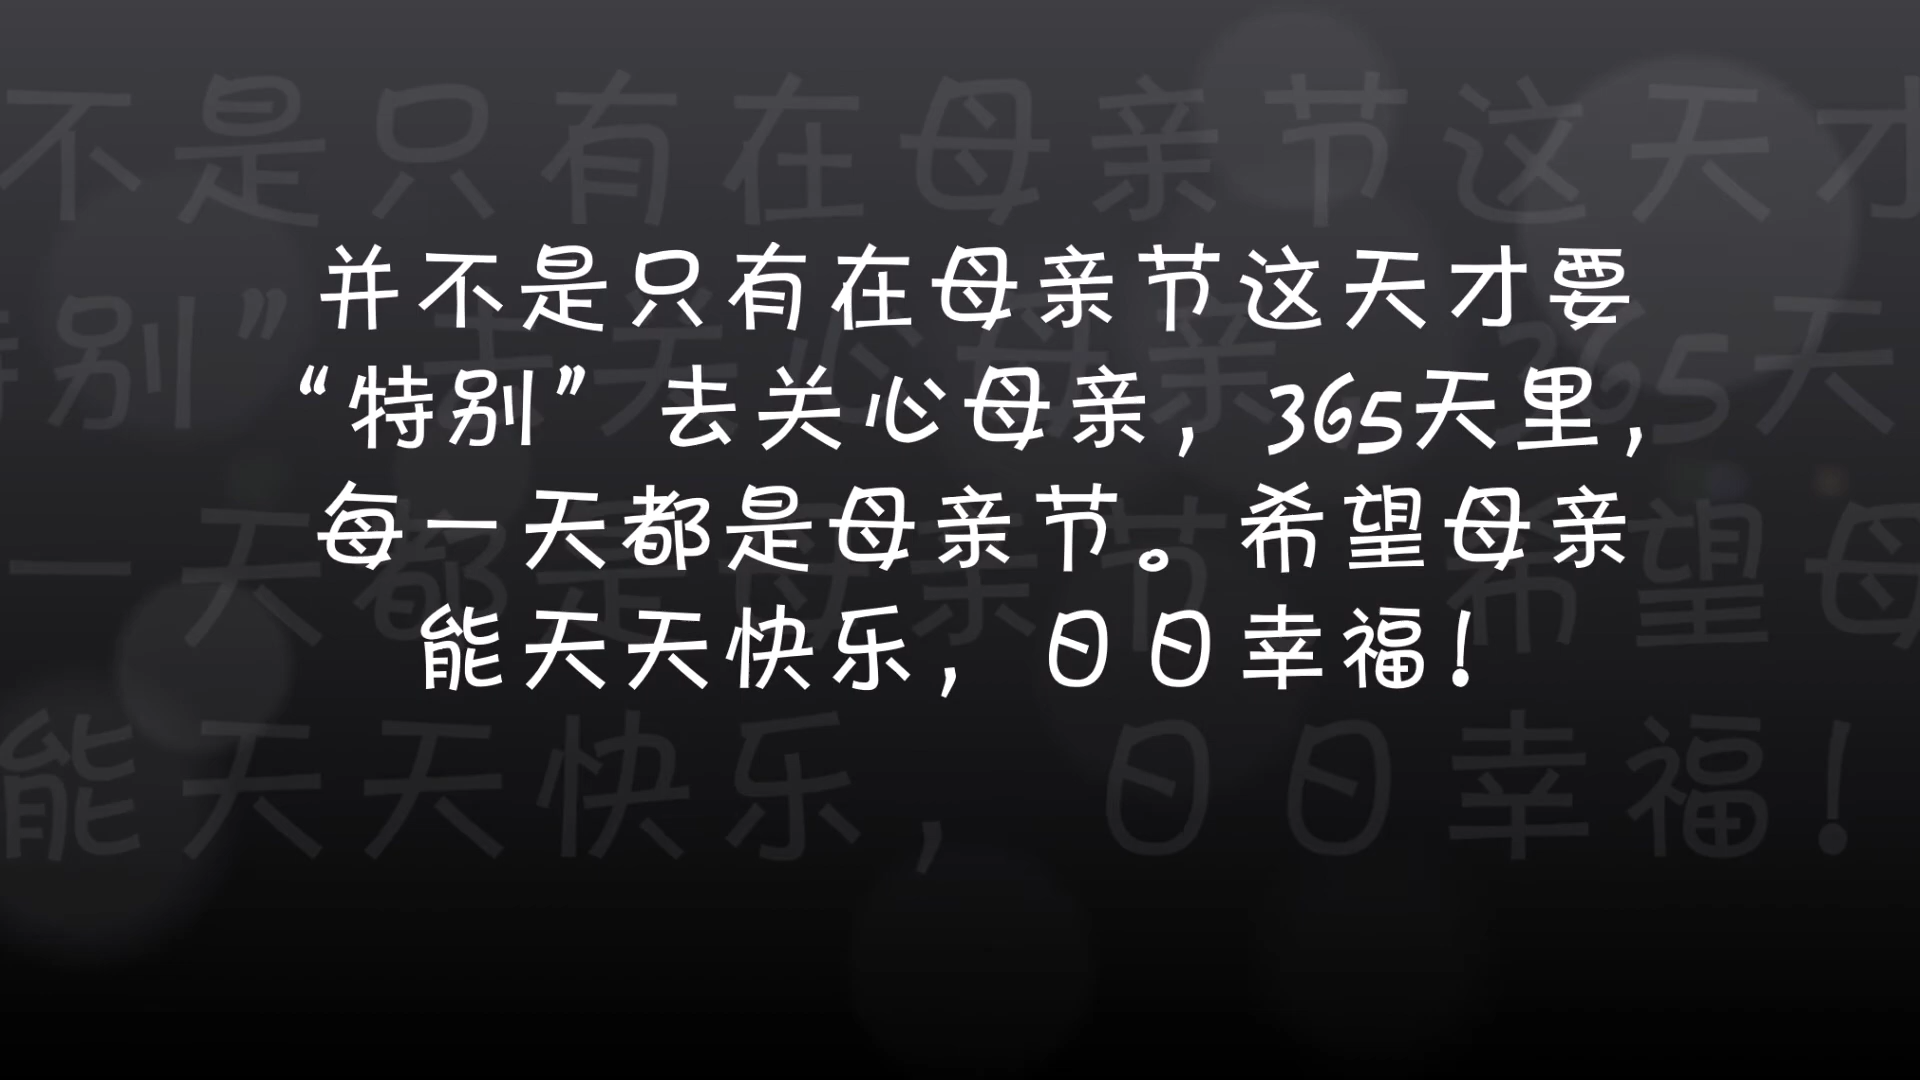 并不是只有在母亲节这天才要
“特别”去关心母亲，365天里，
每一天都是母亲节。希望母亲
能天天快乐，日日幸福！